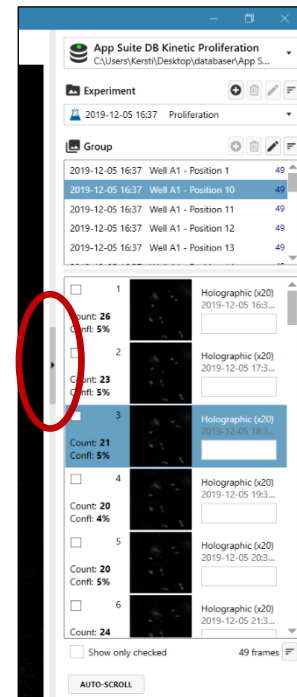 App Suite DB Kinetic Proliferation
C:\Users\Kersti\Desktop\databaser\App S...
Experiment
2019-12-05 16:37 Proliferation
Group
2019-12-05 16:37 Well A1 - Position 1 49
2019-12-05 16:37 Well A1 - Position 10 49
2019-12-05 16:37 Well A1 - Position 11 49
2019-12-05 16:37 Well A1 - Position 12 49
2019-12-05 16:37 Well A1 - Position 13 49
1 Holographic (x20)
2019-12-05 16:3...
Count: 26
Confl: 5%
2 Holographic (x20)
2019-12-05 17:3...
Count: 23
Confl: 5%
3 Holographic (x20)
2019-12-05 18:3...
Count: 21
Confl: 5%
4 Holographic (x20)
2019-12-05 19:3...
Count: 20
Confl: 4%
5 Holographic (x20)
2019-12-05 20:3...
Count: 20
Confl: 5%
6 Holographic (x20)
2019-12-05 21:3...
Count: 24
Show only checked 49 frames
AUTO-SCROLL